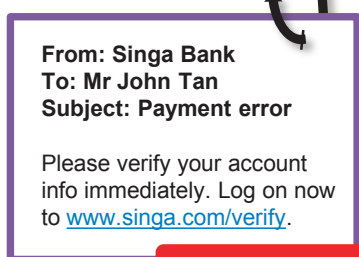 From: Singa Bank
To: Mr John Tan
Subject: Payment error
Please verify your account
info immediately. Log on now
to www.singa.com/verify.